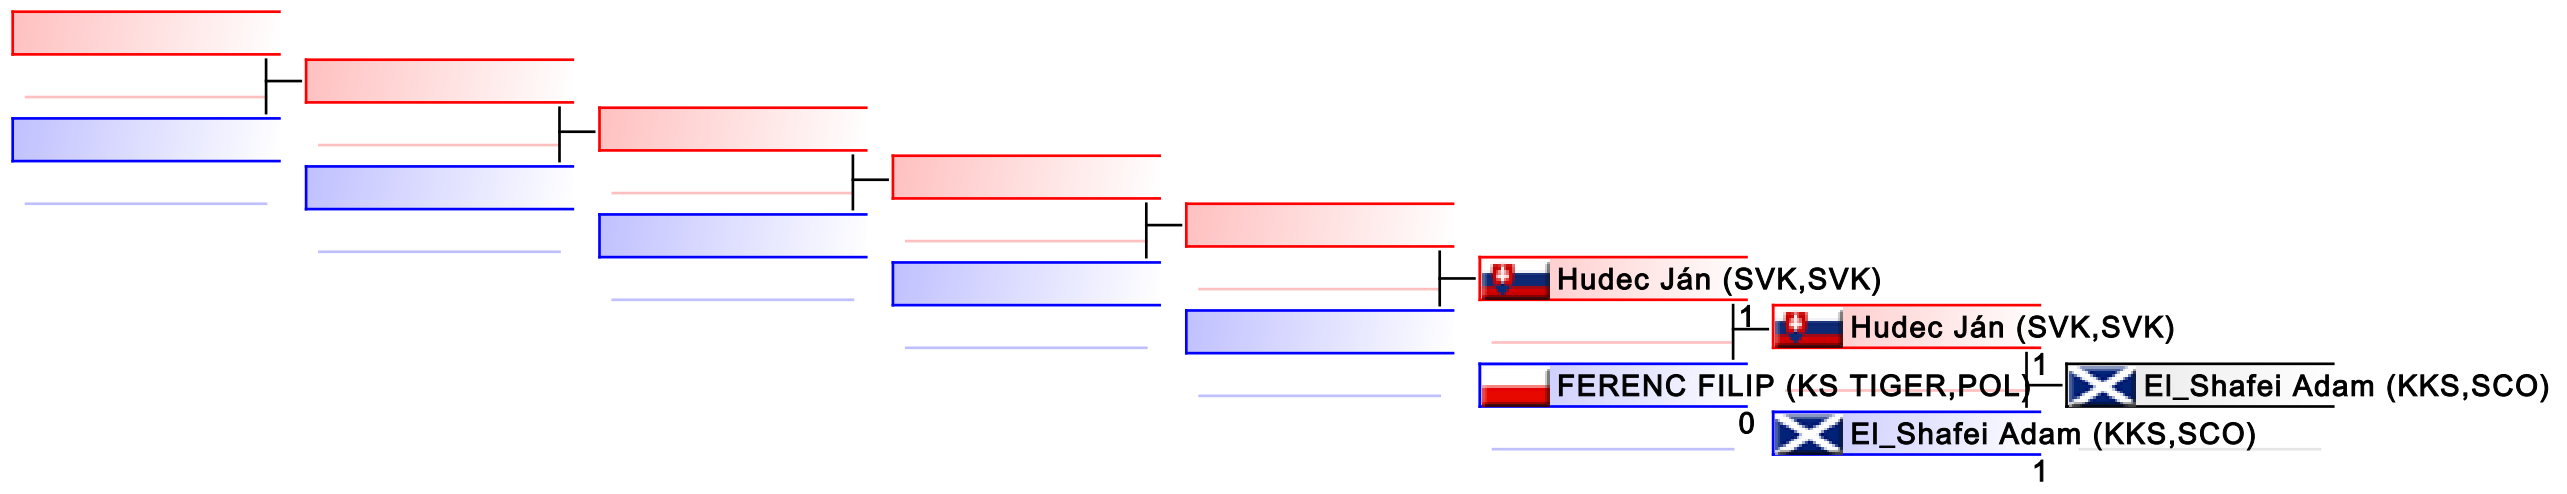 Hudec Ján (SVK,SVK)
1
Hudec Ján (SVK,SVK)
1
FERENC FILIP (KS TIGER,POL)
0
El_Shafei Adam (KKS,SCO)
El_Shafei Adam (KKS,SCO)
1